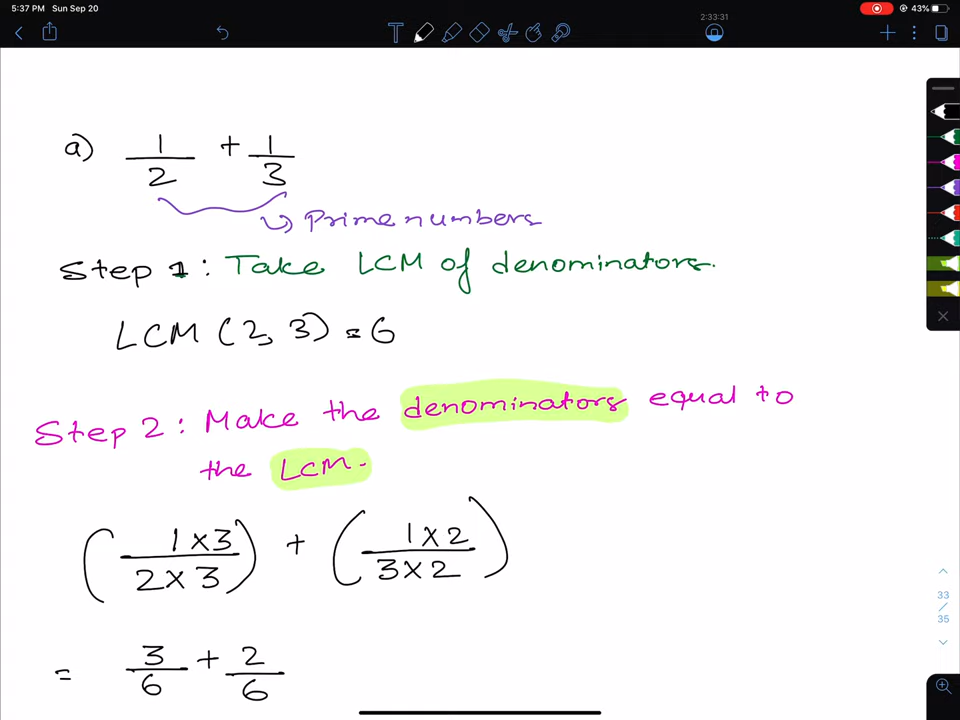 5:37 PM Sun Sep 20
43%
2:33:31
T
a) 1/2 + 1/3
Prime numbers
Step 1: Take LCM of denominators.
LCM (2, 3) = 6
Step 2: Make the denominators equal to
the LCM.
(1×3/2×3) + (1×2/3×2)
= 3/6 + 2/6
33
/
35